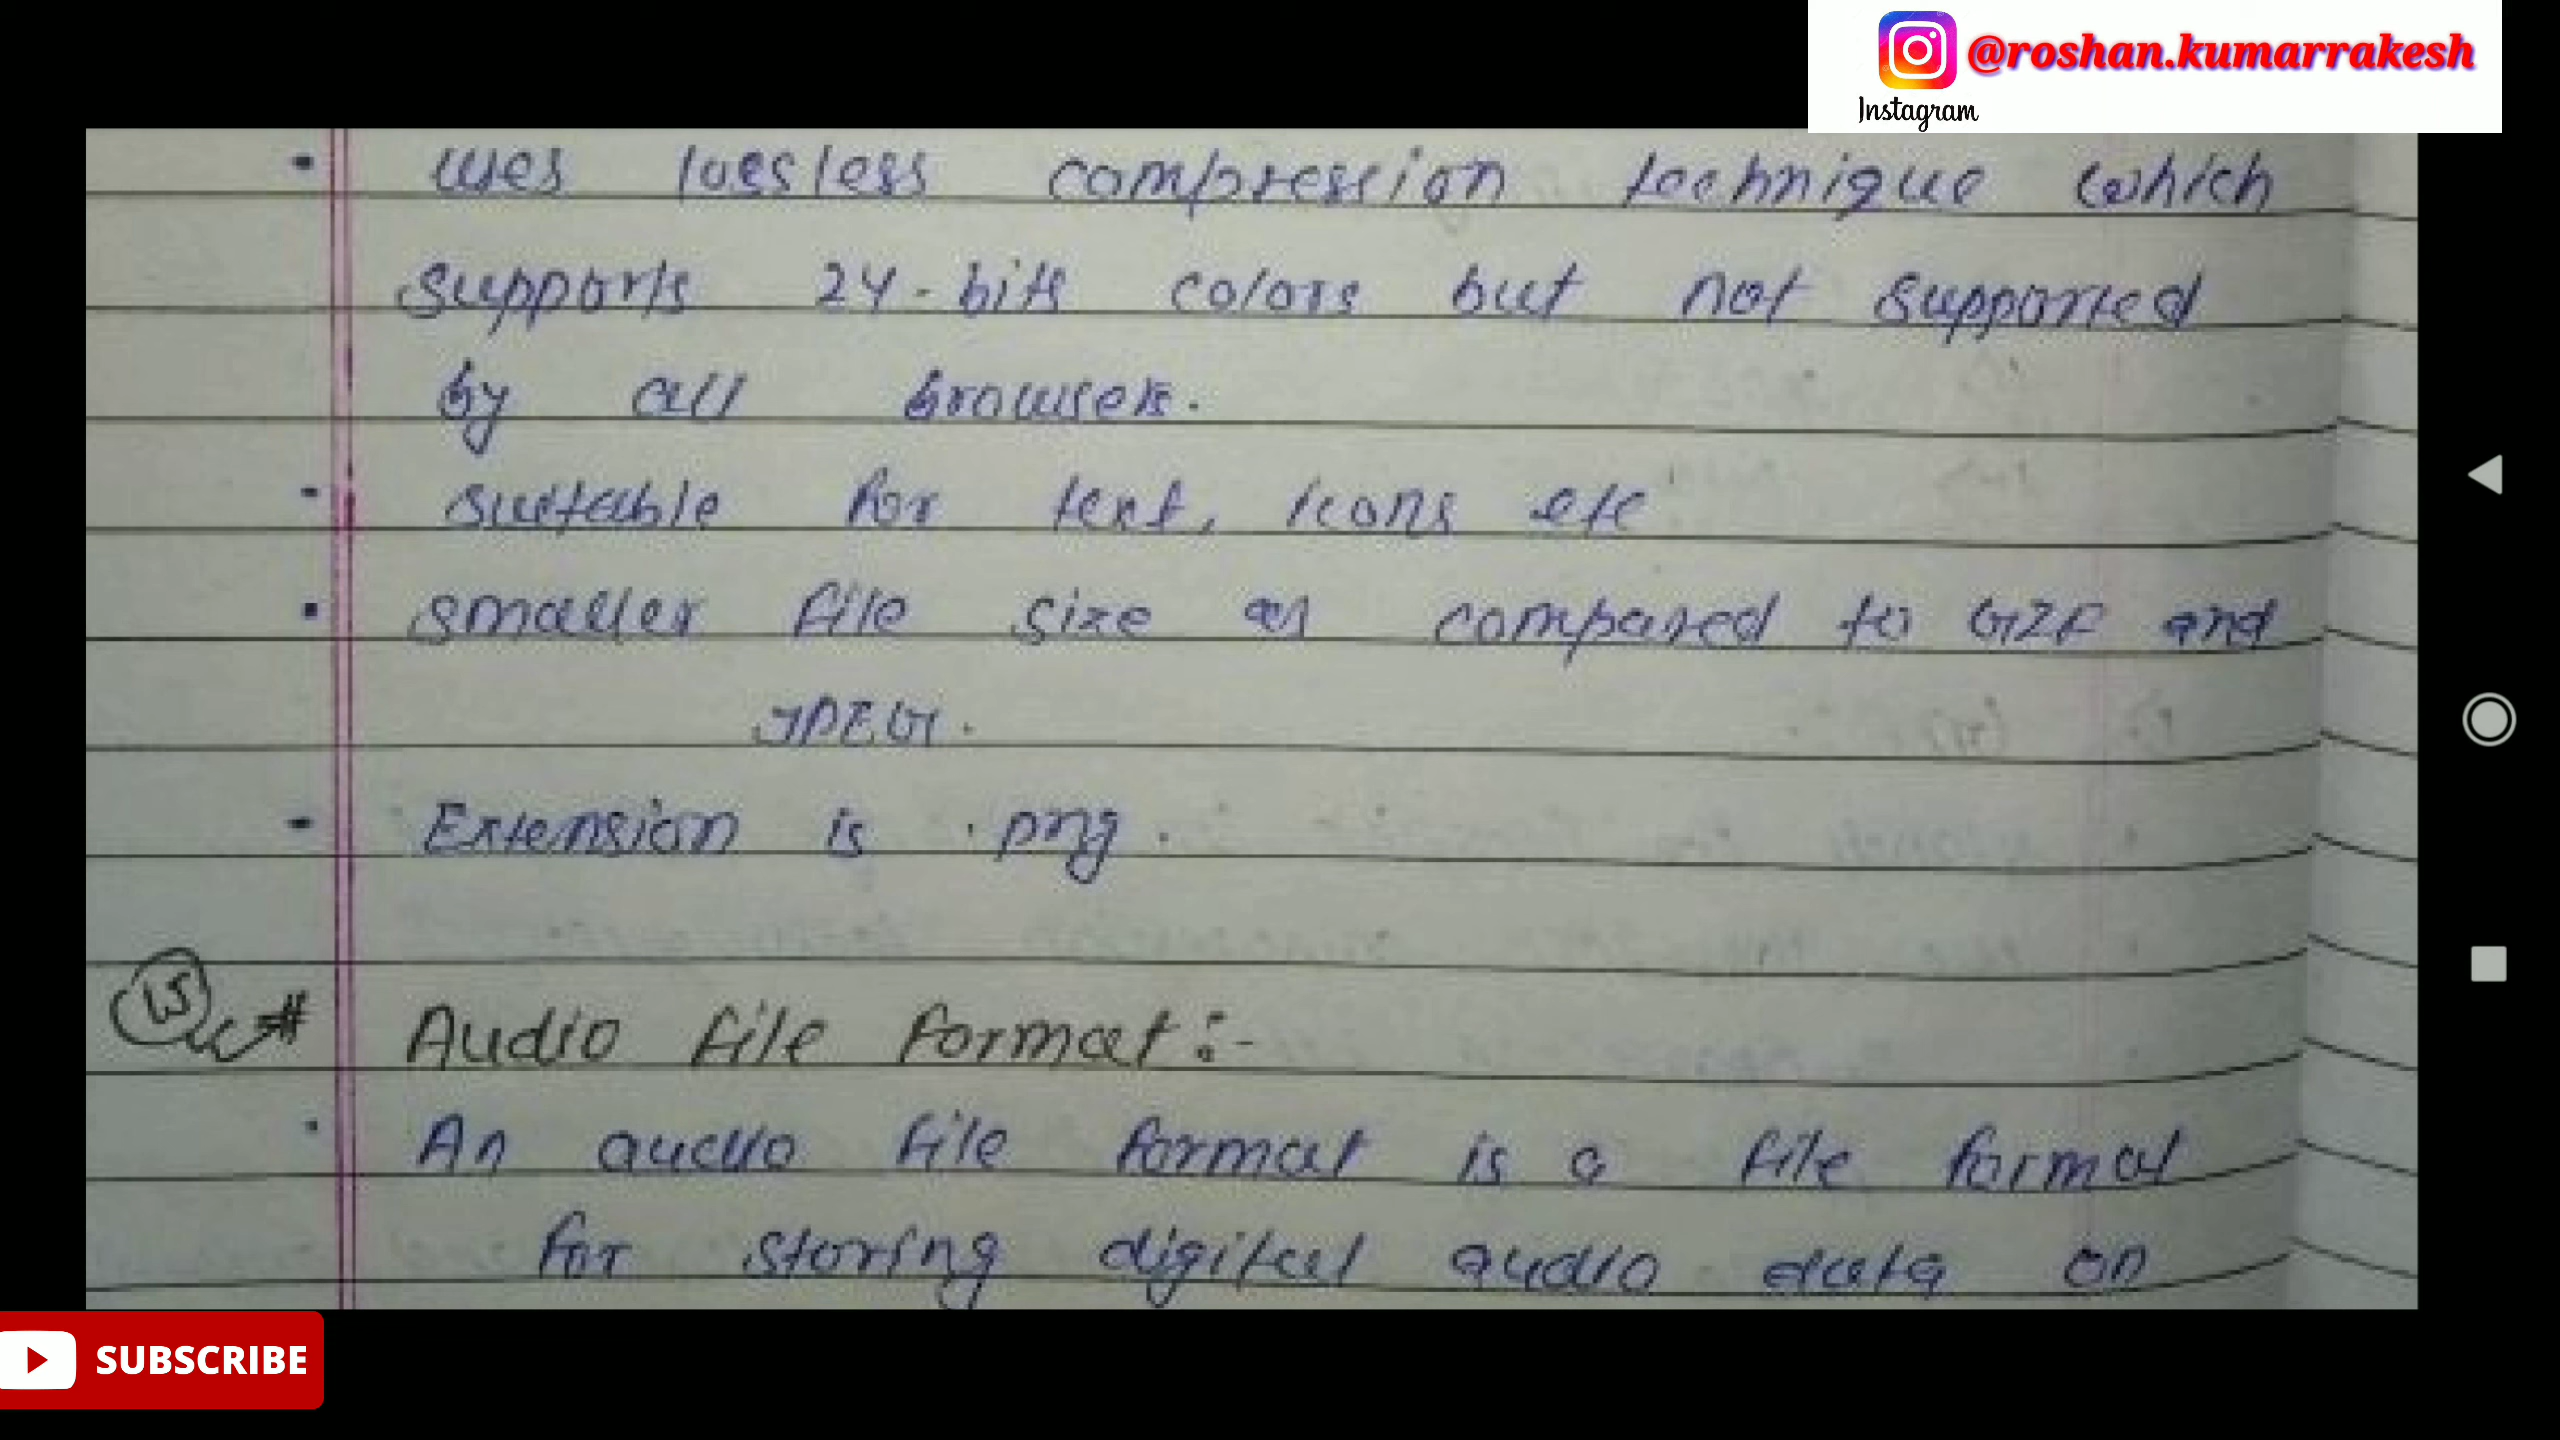 @roshan.kumarrakesh
Instagram
• uses lossless compression technique which
supports 24-bits colors but not supported
by all browsers.
• suitable for text, icons etc
• smaller file size as compared to GIF and
JPEG.
- Extension is .png.
15 # Audio file format:-
• An audio file format is a file format
for storing digital audio data on
SUBSCRIBE